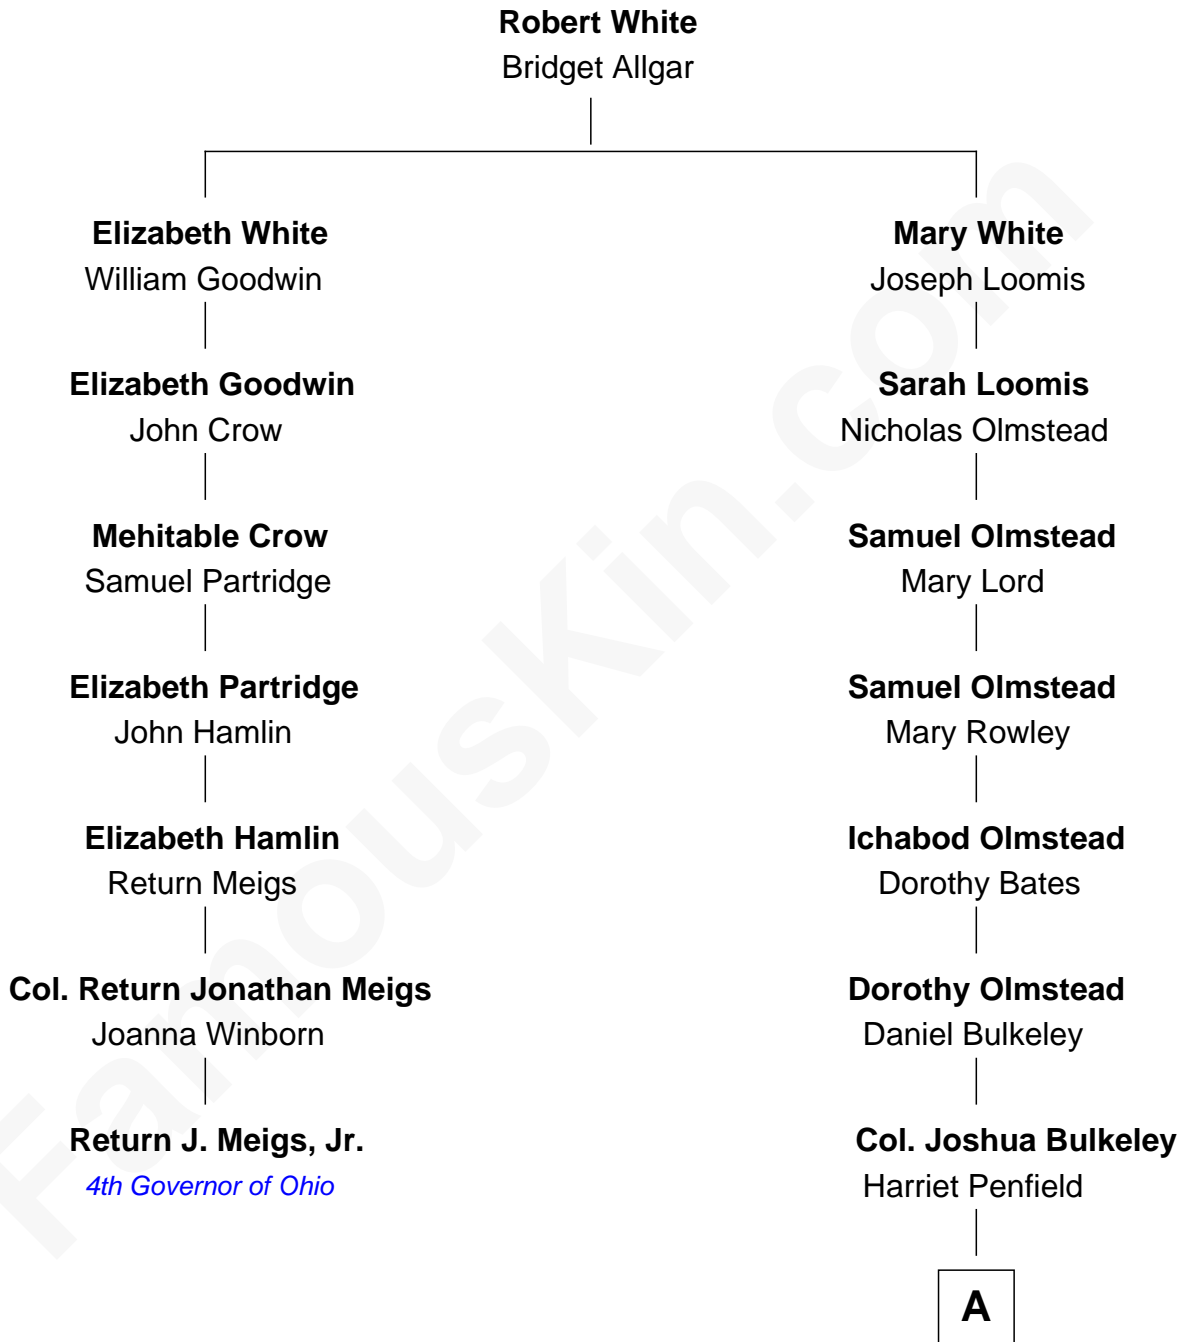 Robert White
Bridget Allgar
Elizabeth White
William Goodwin
Mary White
Joseph Loomis
Elizabeth Goodwin
John Crow
Sarah Loomis
Nicholas Olmstead
Mehitable Crow
Samuel Partridge
Samuel Olmstead
Mary Lord
Elizabeth Partridge
John Hamlin
Samuel Olmstead
Mary Rowley
Elizabeth Hamlin
Return Meigs
Ichabod Olmstead
Dorothy Bates
Col. Return Jonathan Meigs
Joanna Winborn
Dorothy Olmstead
Daniel Bulkeley
Return J. Meigs, Jr.
4th Governor of Ohio
Col. Joshua Bulkeley
Harriet Penfield
A
FamousKin.com